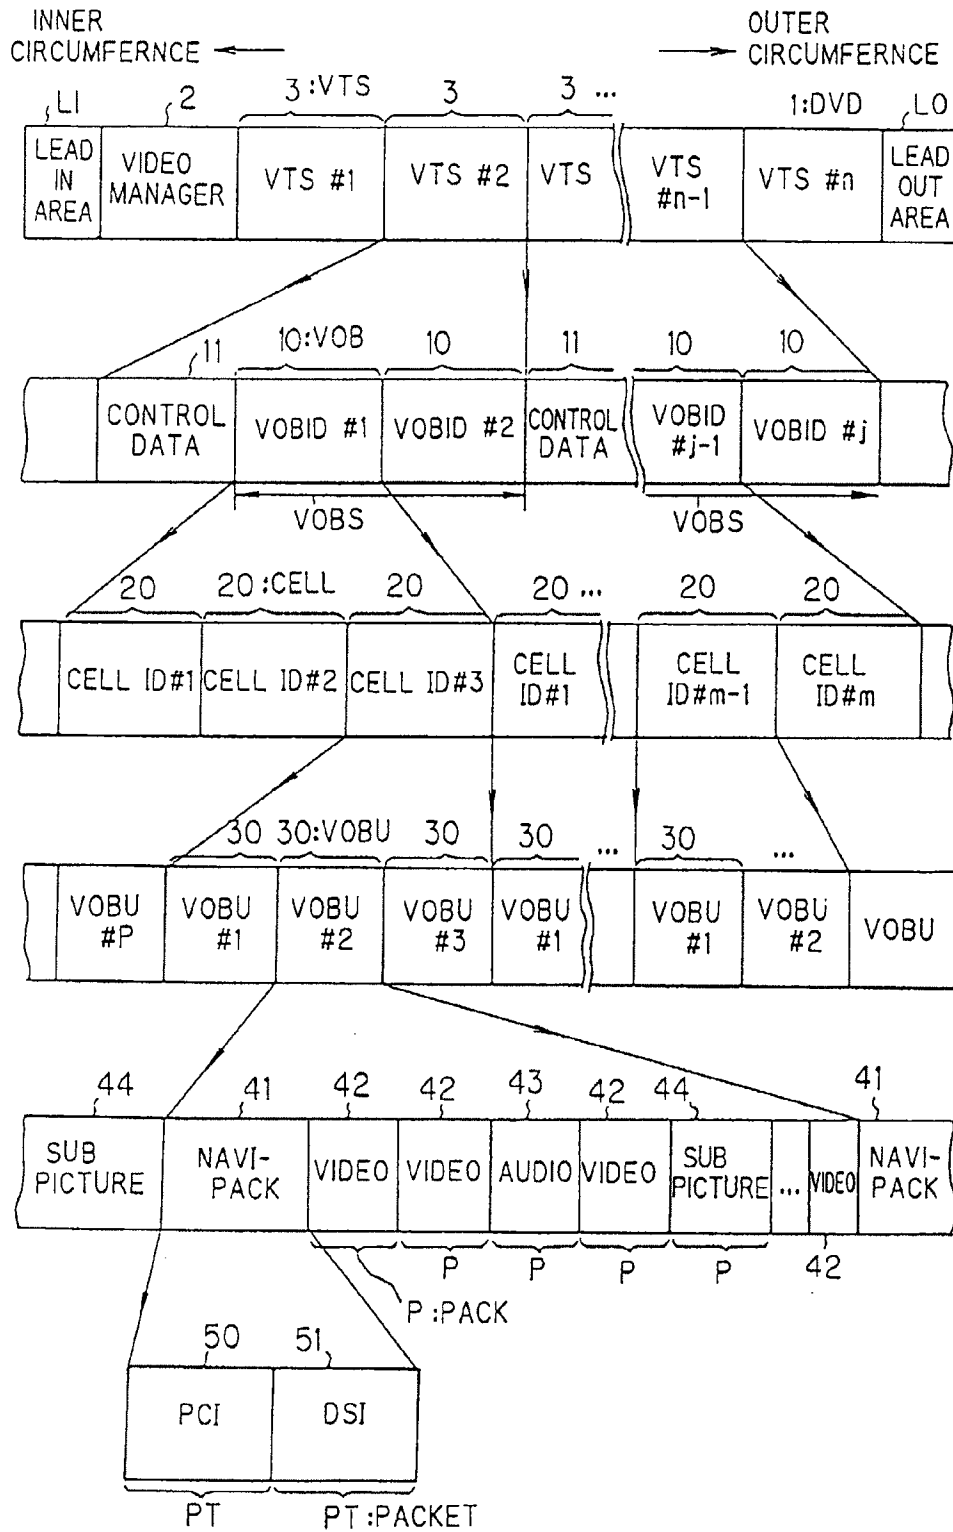 INNER
CIRCUMFERNCE
OUTER
CIRCUMFERNCE
LI
2
3:VTS
3
3 ...
1:DVD
LO
LEAD
IN
AREA
VIDEO
MANAGER
VTS #1
VTS #2
VTS
VTS
#n-1
VTS #n
LEAD
OUT
AREA
11
10:VOB
10
11
10
10
CONTROL
DATA
VOBID #1
VOBID #2
CONTROL
DATA
VOBID
#j-1
VOBID #j
VOBS
VOBS
20
20:CELL
20
20 ...
20
20
CELL ID#1
CELL ID#2
CELL ID#3
CELL
ID#1
CELL
ID#m-1
CELL
ID#m
30
30:VOBU
30
30
...
30
...
VOBU
#P
VOBU
#1
VOBU
#2
VOBU
#3
VOBU
#1
VOBU
#1
VOBU
#2
VOBU
44
41
42
42
43
42
44
41
SUB
PICTURE
NAVI-
PACK
VIDEO
VIDEO
AUDIO
VIDEO
SUB
PICTURE
...
VIDEO
NAVI-
PACK
P
P
P
P
42
P:PACK
50
51
PCI
DSI
PT
PT:PACKET